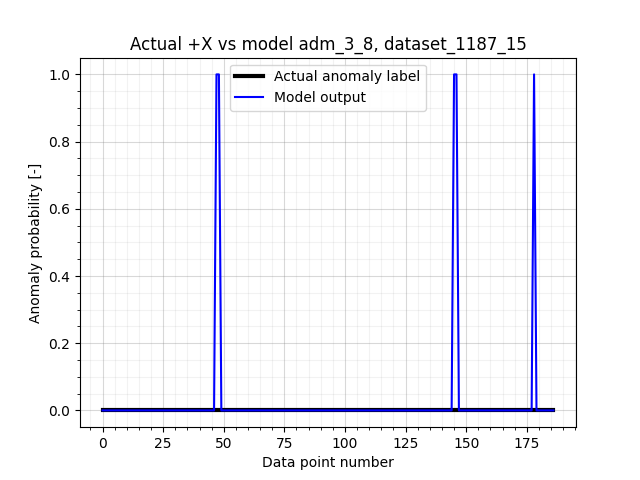 Actual +X vs model adm_3_8, dataset_1187_15
Actual anomaly label
Model output
Anomaly probability [-]
1.0
0.8
0.6
0.4
0.2
0.0
0 25 50 75 100 125 150 175
Data point number